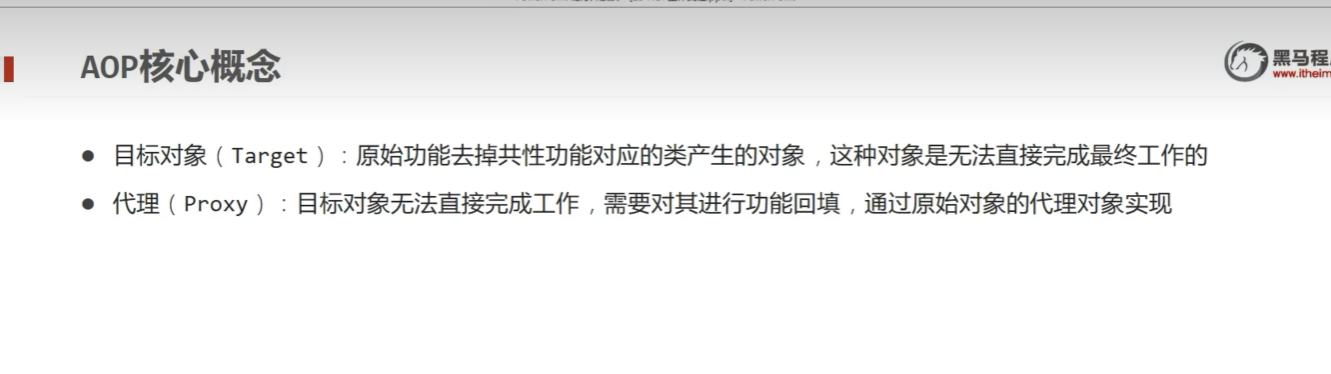 AOP核心概念
黑马程
www.itheim
● 目标对象（Target）：原始功能去掉共性功能对应的类产生的对象，这种对象是无法直接完成最终工作的
● 代理（Proxy）：目标对象无法直接完成工作，需要对其进行功能回填，通过原始对象的代理对象实现